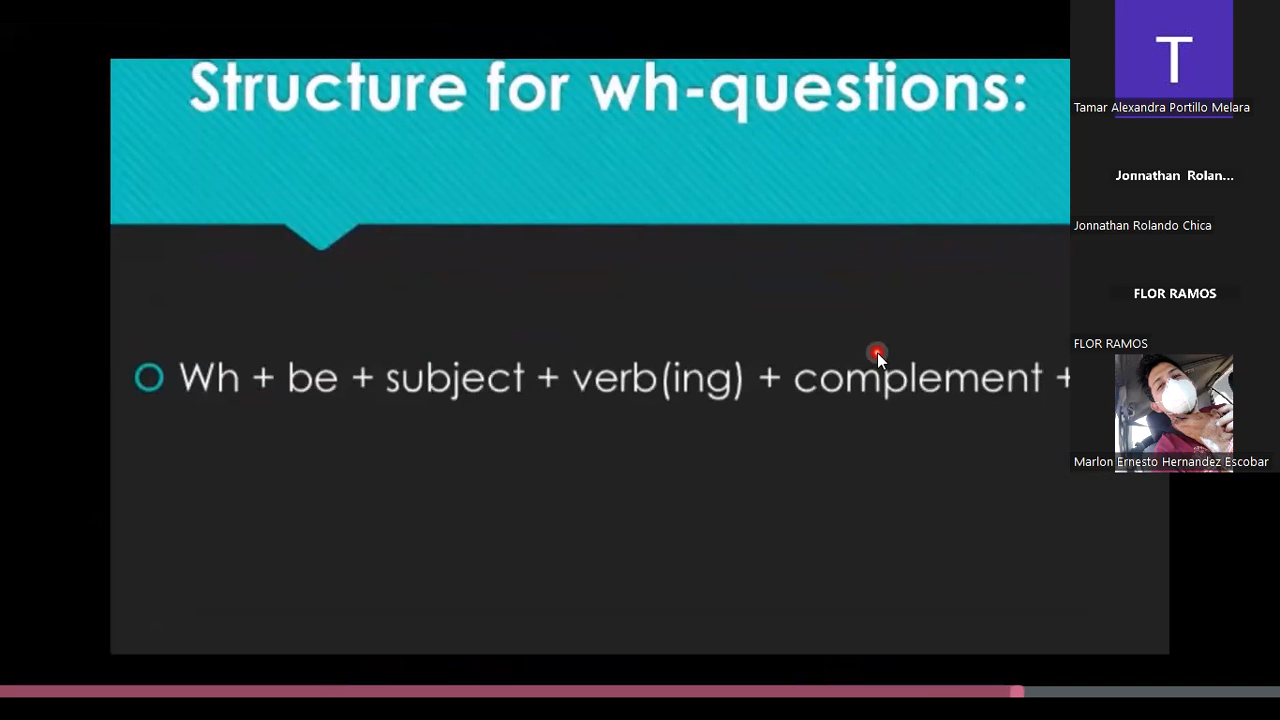 Structure for wh-questions:
Wh + be + subject + verb(ing) + complement +
T
Tamar Alexandra Portillo Melara
Jonnathan Rolan...
Jonnathan Rolando Chica
FLOR RAMOS
FLOR RAMOS
Marlon Ernesto Hernandez Escobar